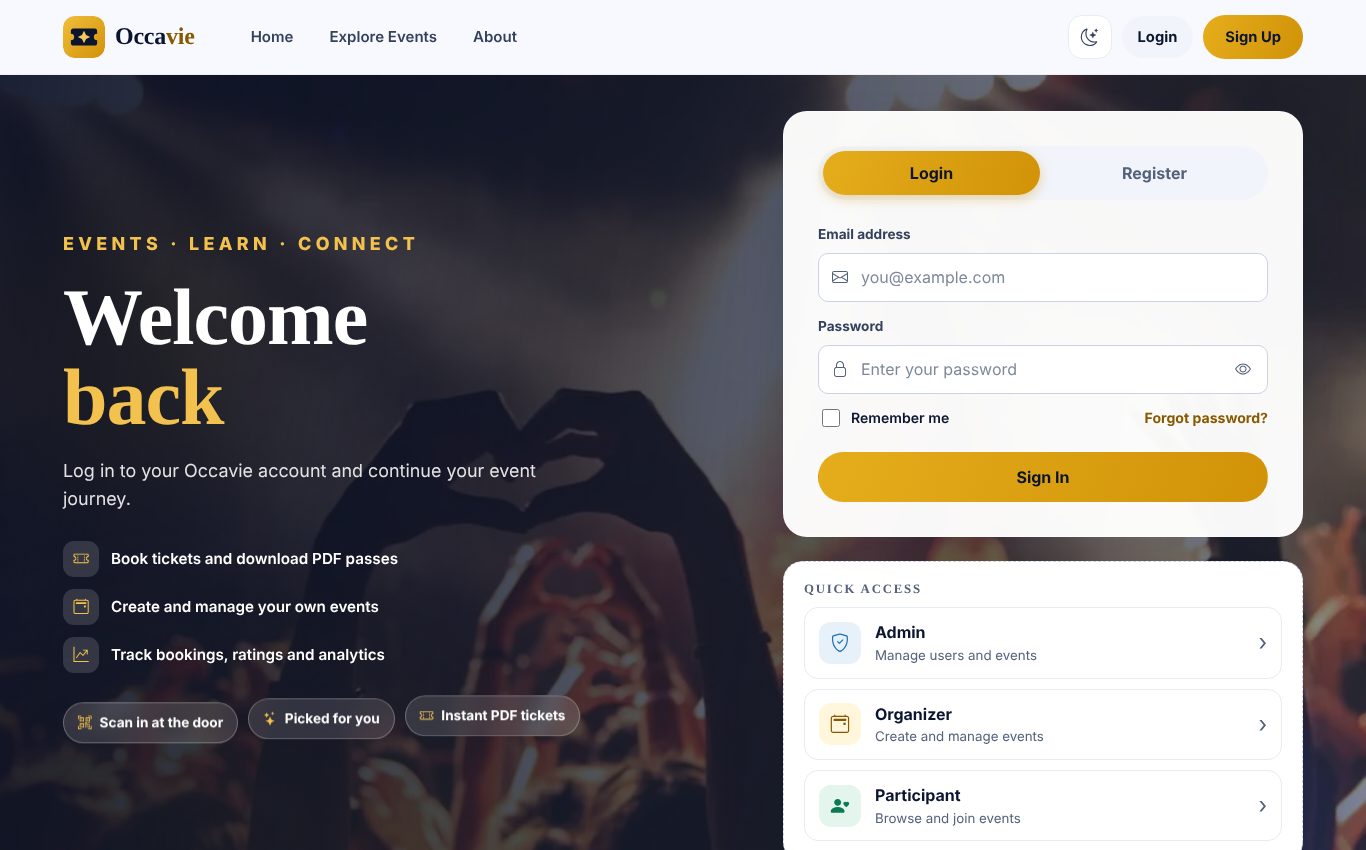 Occavie
Home
Explore Events
About
Login
Sign Up
EVENTS · LEARN · CONNECT
Welcome
back
Log in to your Occavie account and continue your event
journey.
Book tickets and download PDF passes
Create and manage your own events
Track bookings, ratings and analytics
Scan in at the door
Picked for you
Instant PDF tickets
Login
Register
Email address
you@example.com
Password
Enter your password
Remember me
Forgot password?
Sign In
QUICK ACCESS
Admin
Manage users and events
Organizer
Create and manage events
Participant
Browse and join events